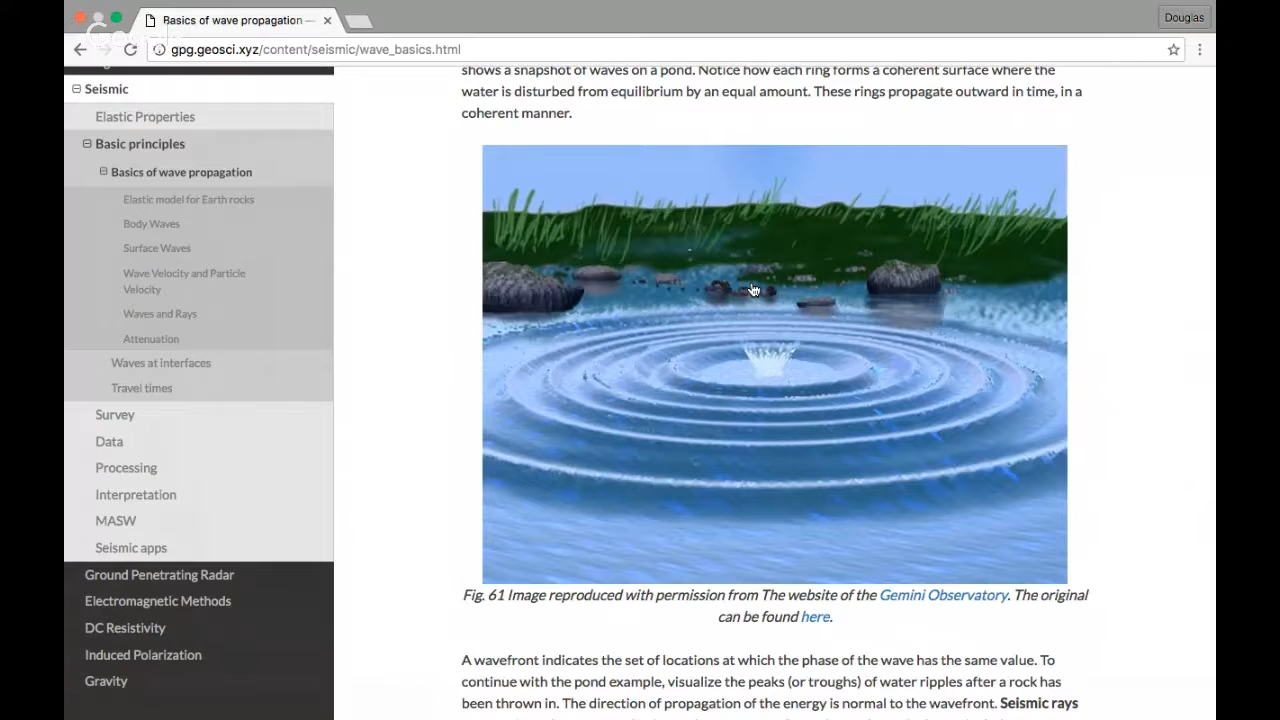 Basics of wave propagation —
Douglas
gpg.geosci.xyz/content/seismic/wave_basics.html
shows a snapshot of waves on a pond. Notice how each ring forms a coherent surface where the
water is disturbed from equilibrium by an equal amount. These rings propagate outward in time, in a
coherent manner.
Seismic
Elastic Properties
Basic principles
Basics of wave propagation
Elastic model for Earth rocks
Body Waves
Surface Waves
Wave Velocity and Particle
Velocity
Waves and Rays
Attenuation
Waves at interfaces
Travel times
Survey
Data
Processing
Interpretation
MASW
Seismic apps
Ground Penetrating Radar
Electromagnetic Methods
DC Resistivity
Induced Polarization
Gravity
Fig. 61 Image reproduced with permission from The website of the Gemini Observatory. The original
can be found here.
A wavefront indicates the set of locations at which the phase of the wave has the same value. To
continue with the pond example, visualize the peaks (or troughs) of water ripples after a rock has
been thrown in. The direction of propagation of the energy is normal to the wavefront. Seismic rays